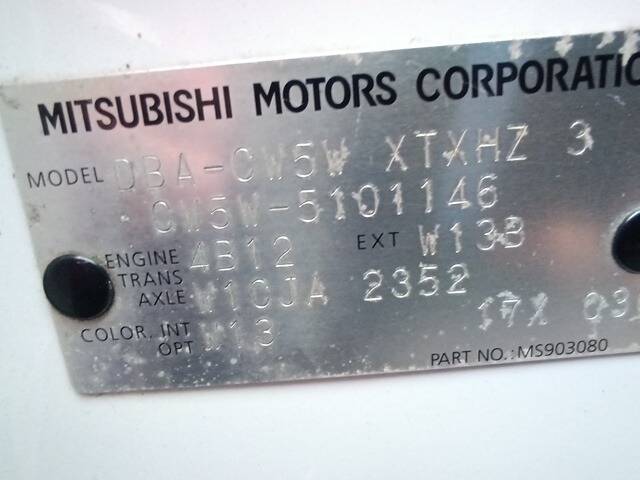 MITSUBISHI MOTORS CORPORATIO
MODEL DBA-CW5W XTXHZ 3
CW5W-5101146
ENGINE 4B12 EXT W13B
TRANS
AXLE W1CJA 2352
COLOR. INT
OPT 17X
PART NO.:MS903080